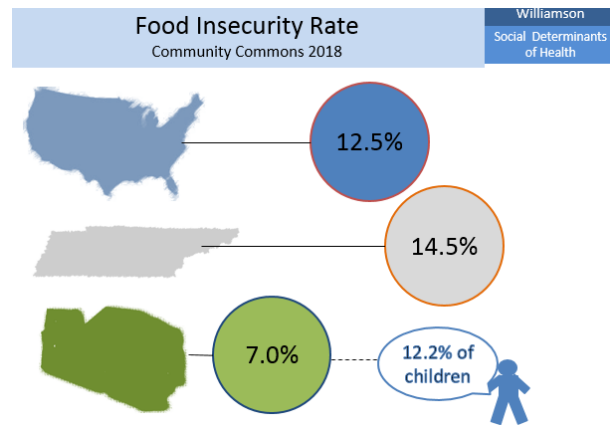 Food Insecurity Rate
Community Commons 2018
Williamson
Social Determinants
of Health
12.5%
14.5%
7.0%
12.2% of
children